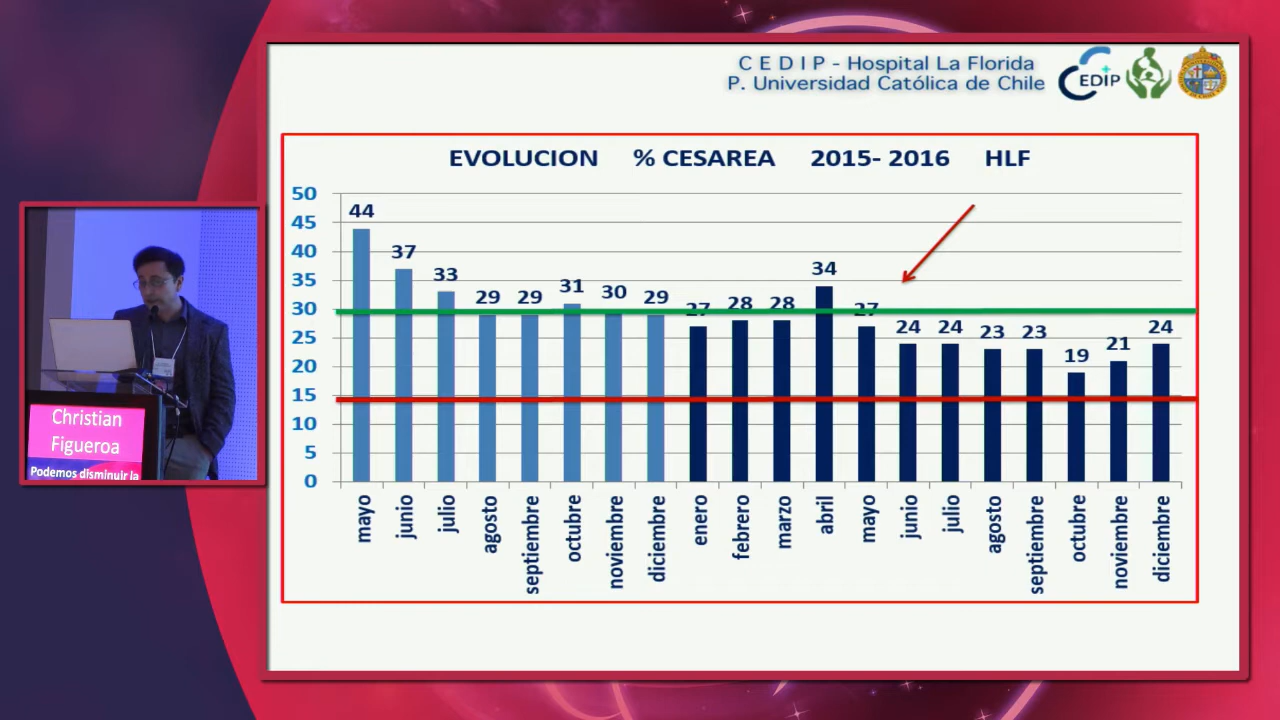 C E D I P - Hospital La Florida
P. Universidad Católica de Chile
CEDIP
EVOLUCION % CESAREA 2015- 2016 HLF
50
45
40
35
30
25
20
15
10
5
0
44
37
33
29
29
31
30
29
27
28
28
34
27
24
24
23
23
19
21
24
mayo
junio
julio
agosto
septiembre
octubre
noviembre
diciembre
enero
febrero
marzo
abril
mayo
junio
julio
agosto
septiembre
octubre
noviembre
diciembre
Christian
Figueroa
Podemos disminuir la